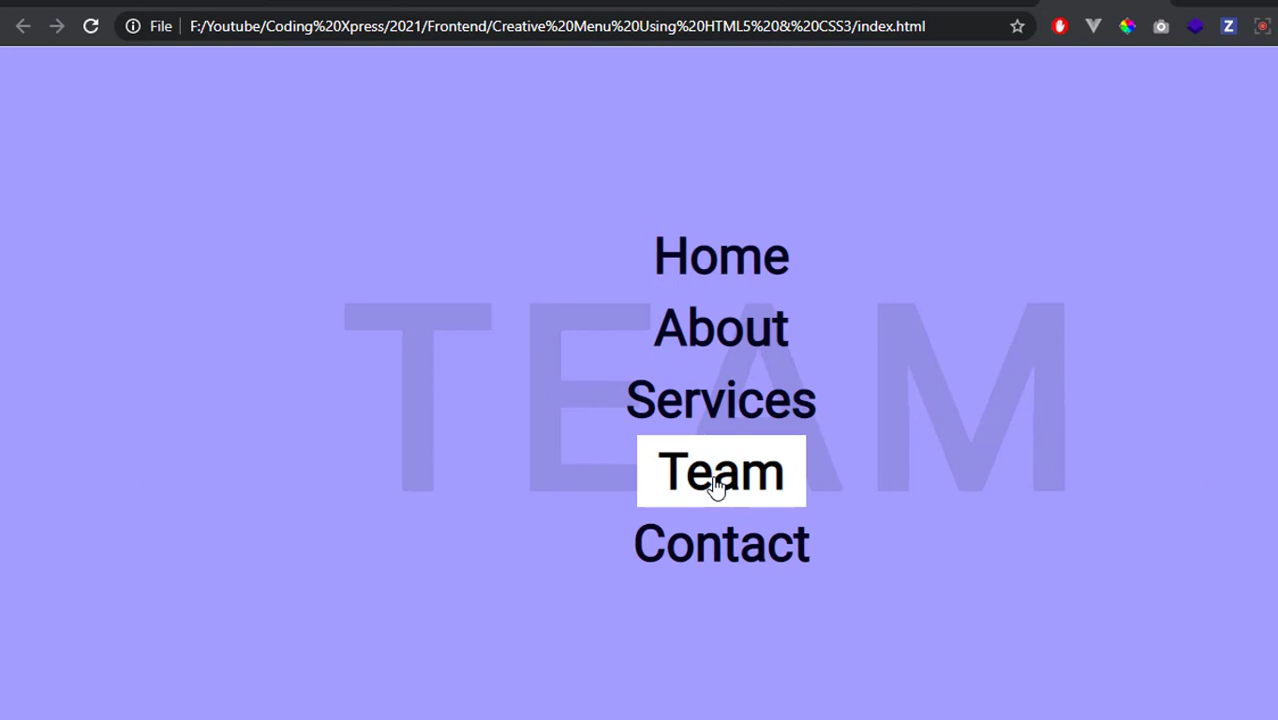 File F:/Youtube/Coding%20Xpress/2021/Frontend/Creative%20Menu%20Using%20HTML5%20&%20CSS3/index.html
Z
Home
TEAM
About
Services
Team
Contact